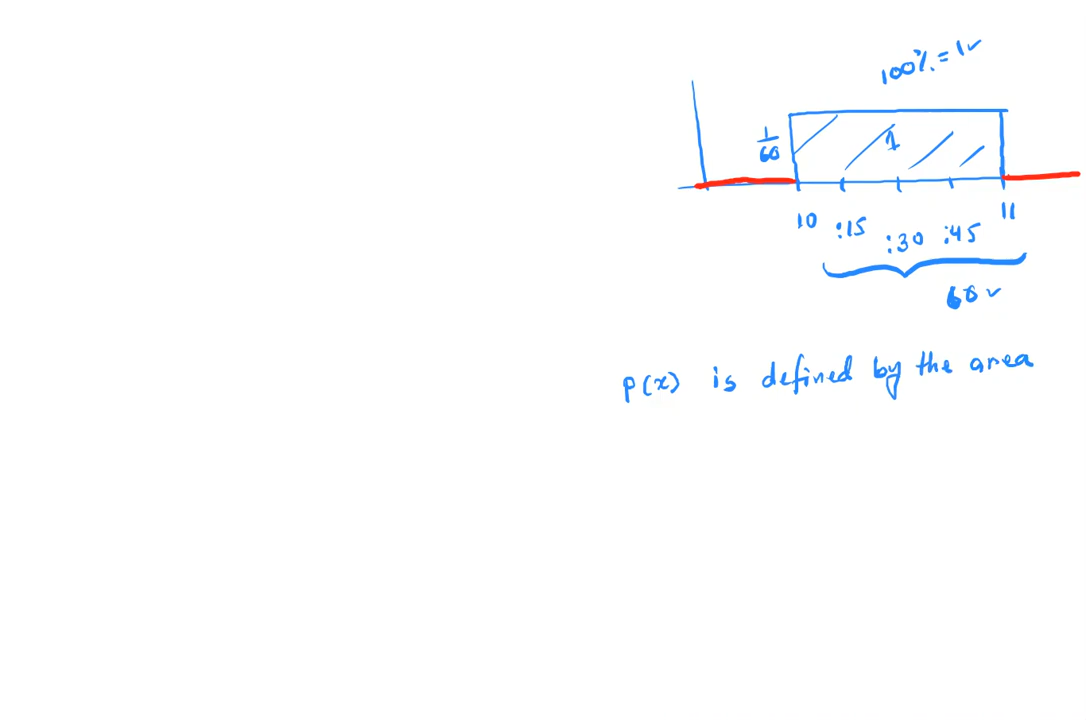 100% = 1 ✓
1/60
1
10 :15 :30 :45 11
60 ✓
p(x) is defined by the area